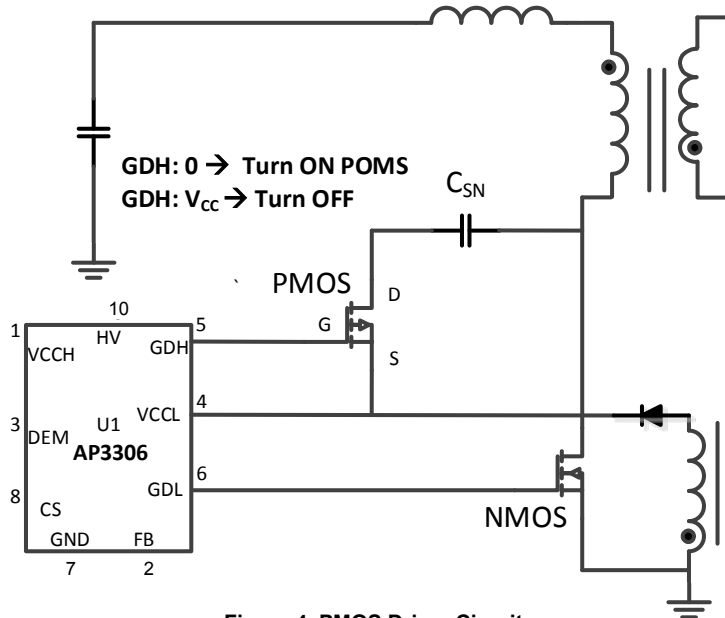 GDH: 0 → Turn ON POMS
GDH: VCC → Turn OFF
CSN
PMOS
D
G
S
10
1
5
HV
VCCH
GDH
4
VCCL
3
U1
DEM
AP3306
6
8
GDL
CS
NMOS
GND
FB
7
2